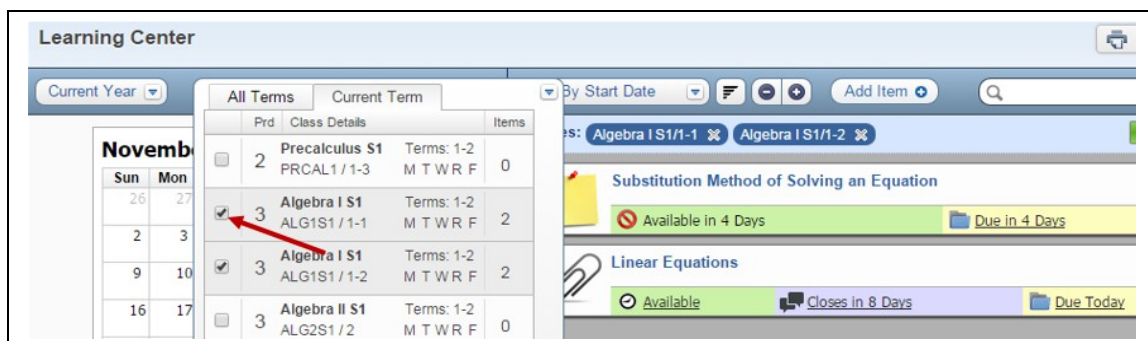 Learning Center
Current Year
All Terms Current Term
By Start Date
Add Item
Prd Class Details Items
Algebra I S1/1-1 Algebra I S1/1-2
2 Precalculus S1 Terms: 1-2 0
PRCAL1 / 1-3 M T W R F
3 Algebra I S1 Terms: 1-2 2
ALG1S1 / 1-1 M T W R F
3 Algebra I S1 Terms: 1-2 2
ALG1S1 / 1-2 M T W R F
3 Algebra II S1 Terms: 1-2 0
ALG2S1 / 2 M T W R F
Sun Mon
26 27
2 3
9 10
16 17
Substitution Method of Solving an Equation
Available in 4 Days Due in 4 Days
Linear Equations
Available Closes in 8 Days Due Today